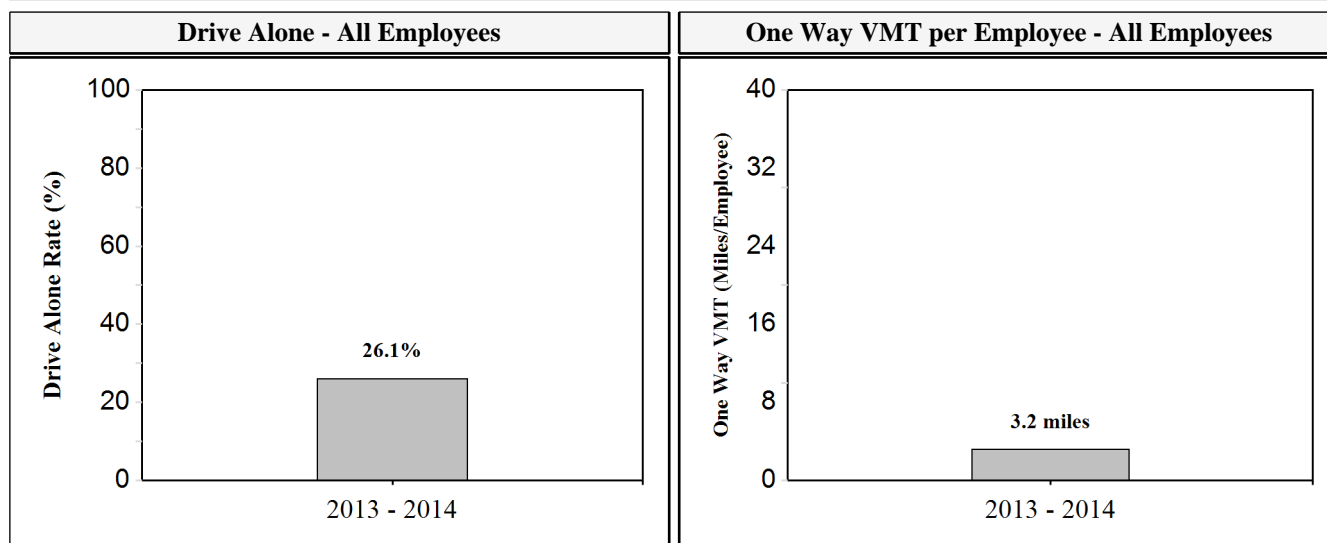 Drive Alone - All Employees
Drive Alone Rate (%)
100
80
60
40
20
0
26.1%
2013 - 2014
One Way VMT per Employee - All Employees
One Way VMT (Miles/Employee)
40
32
24
16
8
0
3.2 miles
2013 - 2014